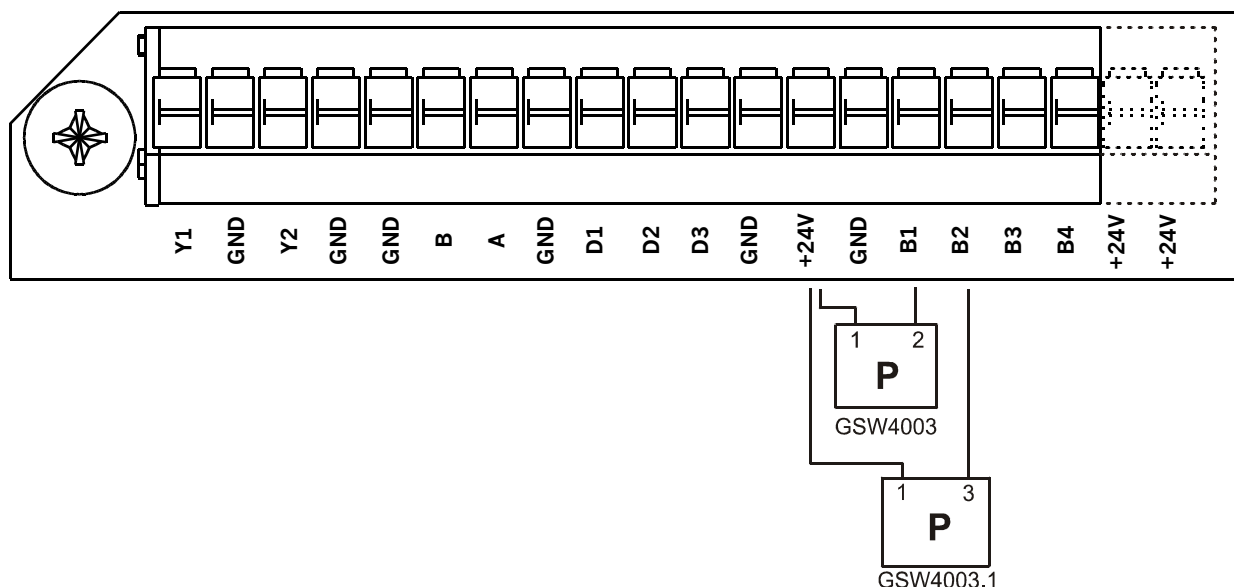 Y1 GND Y2 GND GND B A GND D1 D2 D3 GND +24V GND B1 B2 B3 B4 +24V +24V
1 2
P
GSW4003
1 3
P
GSW4003.1